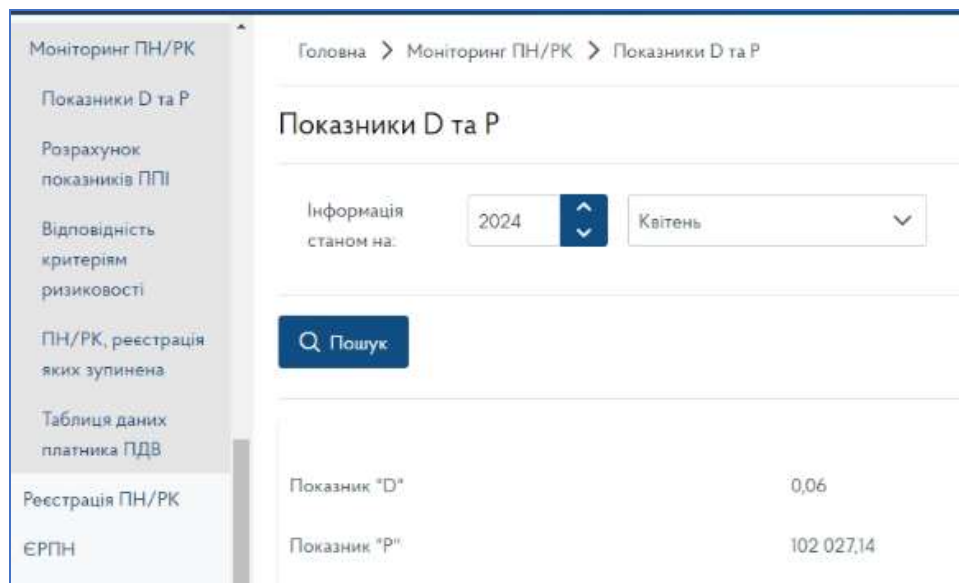 Моніторинг ПН/РК
Показники D та P
Розрахунок
показників ППІ
Відповідність
критеріям
ризиковості
ПН/РК, реєстрація
яких зупинена
Таблиця даних
платника ПДВ
Реєстрація ПН/РК
ЄРПН
Головна > Моніторинг ПН/РК > Показники D та P
Показники D та P
Інформація
станом на:
2024
Квітень
Пошук
Показник "D" 0,06
Показник "P" 102 027,14